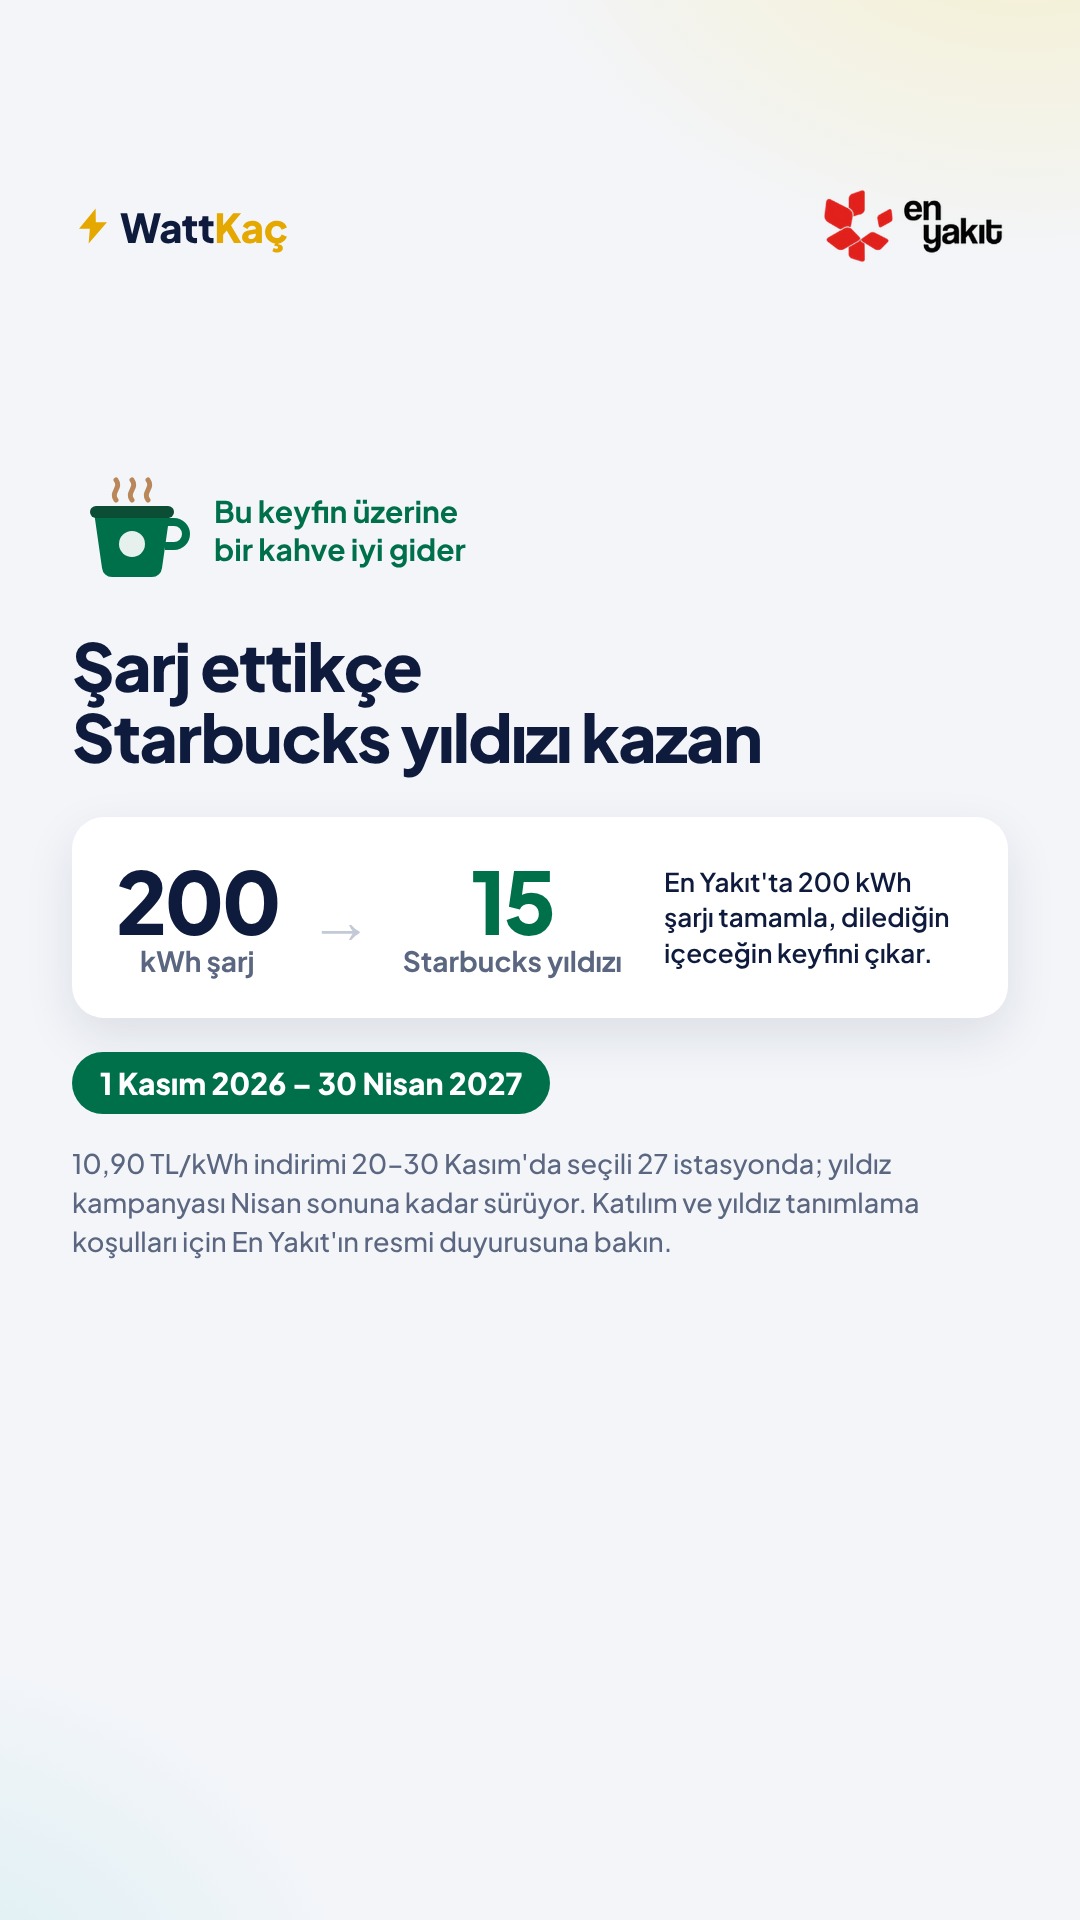 WattKaç
en
yakıt
Bu keyfin üzerine
bir kahve iyi gider
Şarj ettikçe
Starbucks yıldızı kazan
200
kWh şarj
→
15
Starbucks yıldızı
En Yakıt'ta 200 kWh
şarjı tamamla, dilediğin
içeceğin keyfini çıkar.
1 Kasım 2026 – 30 Nisan 2027
10,90 TL/kWh indirimi 20–30 Kasım'da seçili 27 istasyonda; yıldız
kampanyası Nisan sonuna kadar sürüyor. Katılım ve yıldız tanımlama
koşulları için En Yakıt'ın resmi duyurusuna bakın.